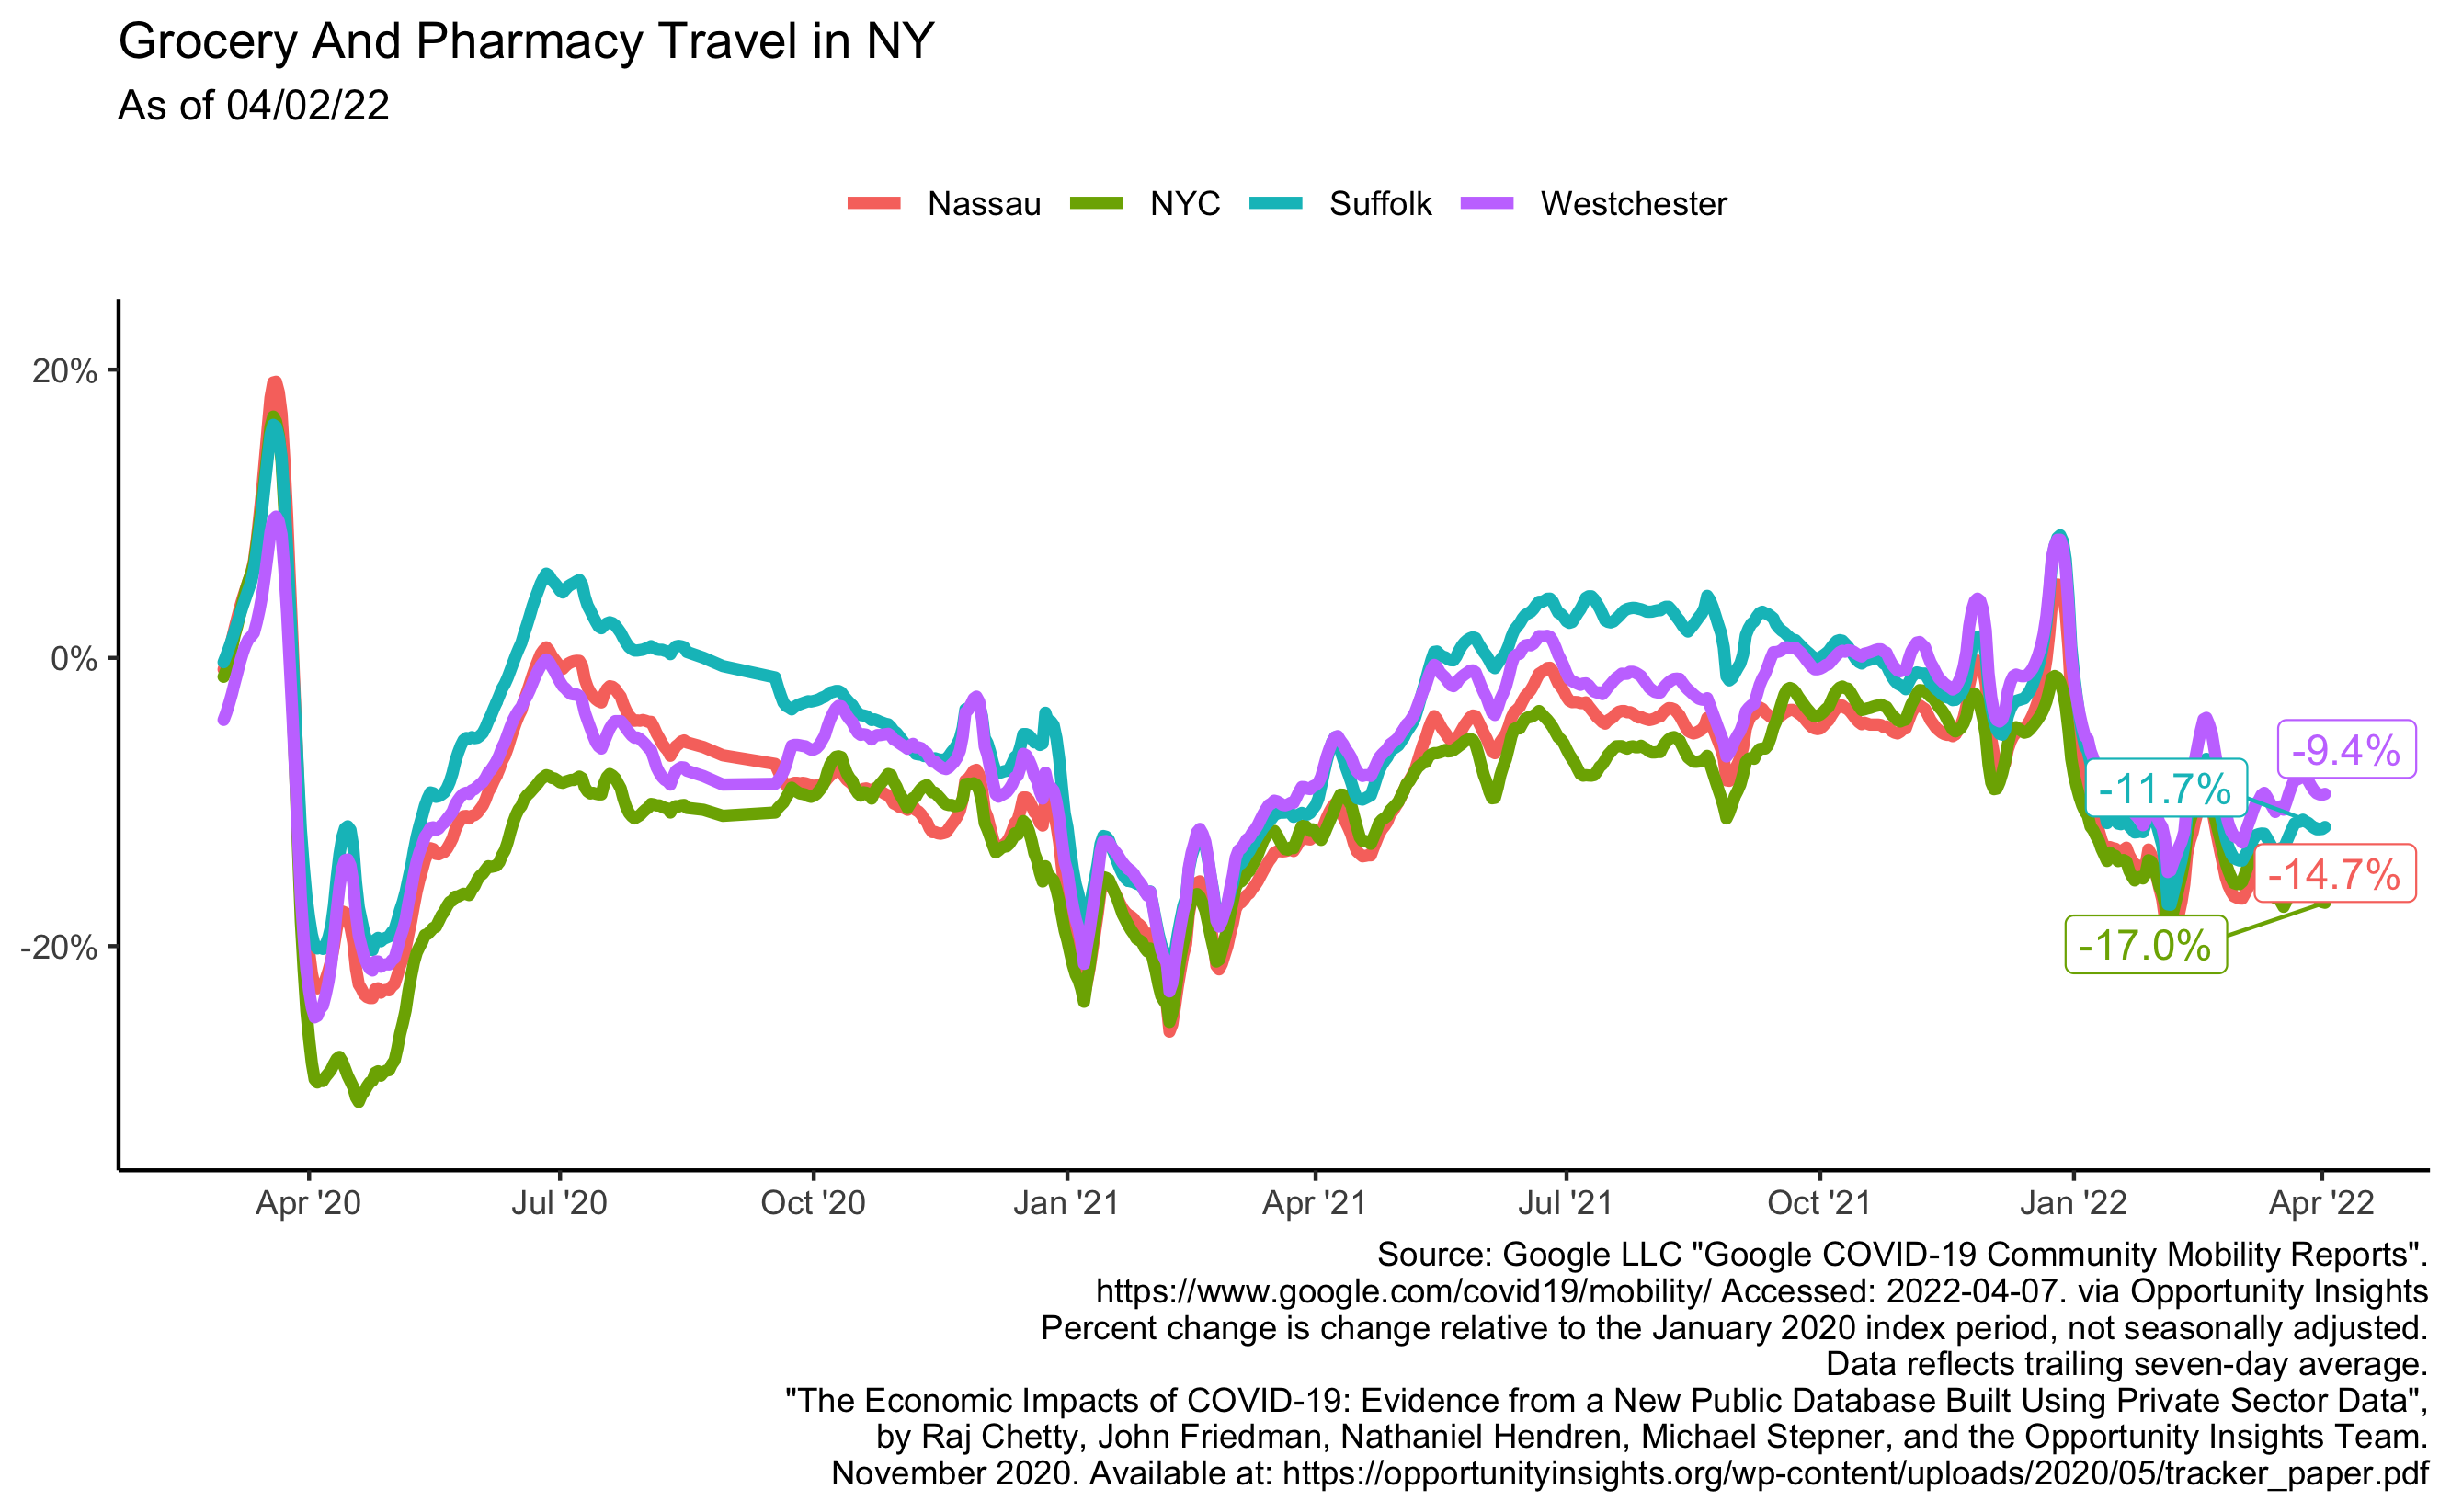 Grocery And Pharmacy Travel in NY
As of 04/02/22
Nassau NYC Suffolk Westchester
20%
0%
-20%
-9.4%
-11.7%
-14.7%
-17.0%
Apr '20 Jul '20 Oct '20 Jan '21 Apr '21 Jul '21 Oct '21 Jan '22 Apr '22
Source: Google LLC "Google COVID-19 Community Mobility Reports".
https://www.google.com/covid19/mobility/ Accessed: 2022-04-07. via Opportunity Insights
Percent change is change relative to the January 2020 index period, not seasonally adjusted.
Data reflects trailing seven-day average.
"The Economic Impacts of COVID-19: Evidence from a New Public Database Built Using Private Sector Data",
by Raj Chetty, John Friedman, Nathaniel Hendren, Michael Stepner, and the Opportunity Insights Team.
November 2020. Available at: https://opportunityinsights.org/wp-content/uploads/2020/05/tracker_paper.pdf